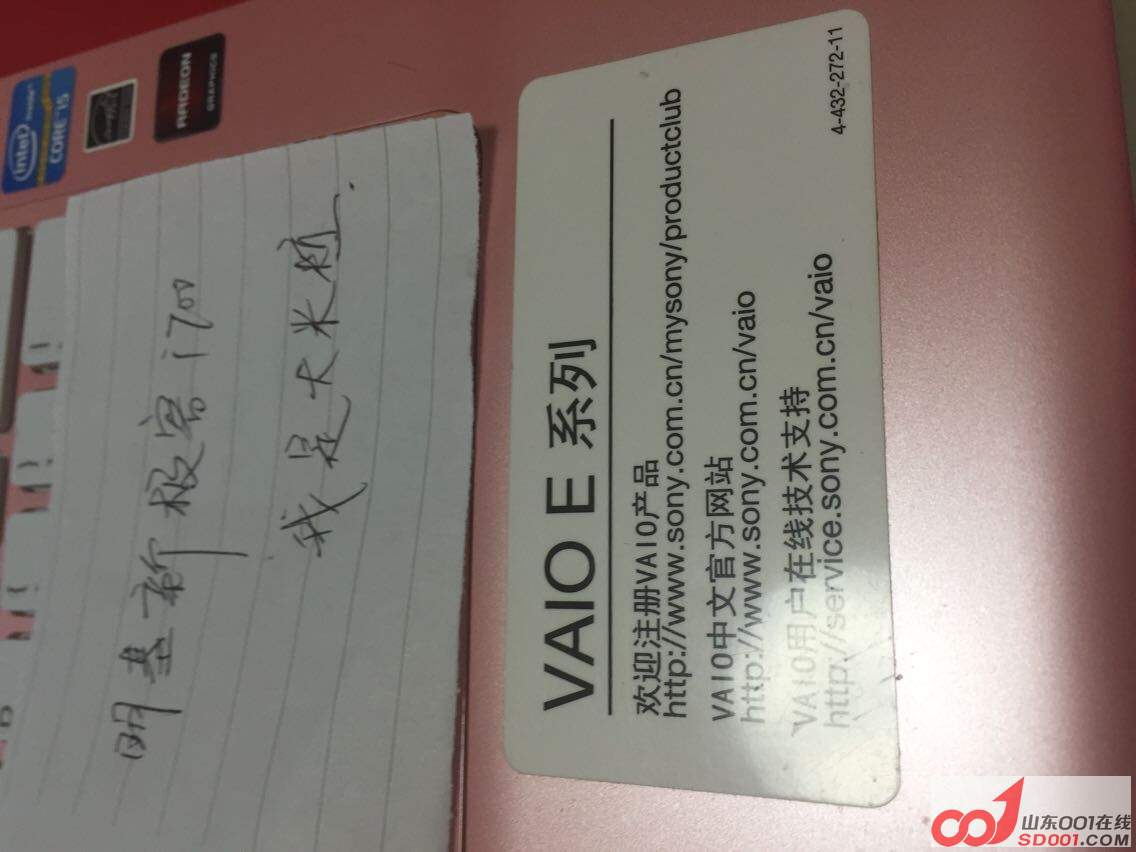 intel
CORE i5
RADEON
GRAPHICS
明基新极客i700
我是大米粒.
VAIO E 系列
欢迎注册VAIO产品
http://www.sony.com.cn/mysony/productclub
VAIO中文官方网站
http://www.sony.com.cn/vaio
VAIO用户在线技术支持
http://service.sony.com.cn/vaio
4-432-272-11
山东001在线
SD001.COM